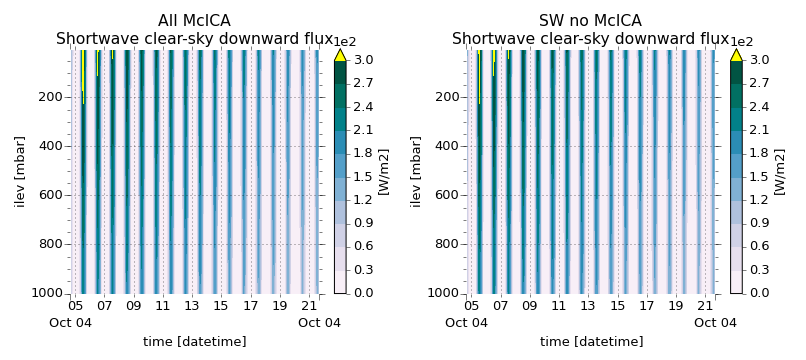 All McICA
Shortwave clear-sky downward flux
1e2
3.0
2.7
2.4
2.1
1.8
1.5
1.2
0.9
0.6
0.3
0.0
[W/m2]
200
400
600
800
1000
ilev [mbar]
05 07 09 11 13 15 17 19 21
Oct 04 Oct 04
time [datetime]
SW no McICA
Shortwave clear-sky downward flux
1e2
3.0
2.7
2.4
2.1
1.8
1.5
1.2
0.9
0.6
0.3
0.0
[W/m2]
200
400
600
800
1000
ilev [mbar]
05 07 09 11 13 15 17 19 21
Oct 04 Oct 04
time [datetime]